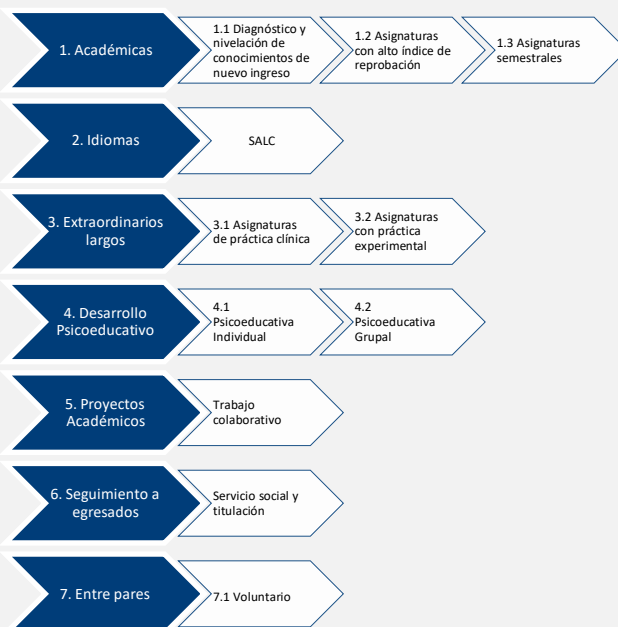 1. Académicas
1.1 Diagnóstico y
nivelación de
conocimientos de
nuevo ingreso
1.2 Asignaturas
con alto índice de
reprobación
1.3 Asignaturas
semestrales
2. Idiomas
SALC
3. Extraordinarios
largos
3.1 Asignaturas
de práctica clínica
3.2 Asignaturas
con práctica
experimental
4. Desarrollo
Psicoeducativo
4.1
Psicoeducativa
Individual
4.2
Psicoeducativa
Grupal
5. Proyectos
Académicos
Trabajo
colaborativo
6. Seguimiento a
egresados
Servicio social y
titulación
7. Entre pares
7.1 Voluntario